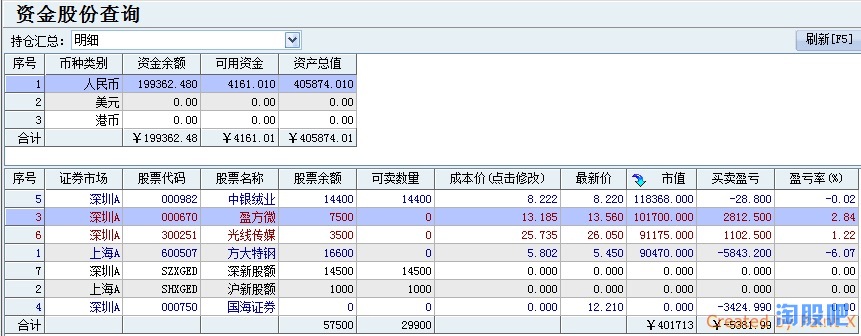 资金股份查询
持仓汇总： 明细 刷新[F5]
序号 币种类别 资金余额 可用资金 资产总值
1 人民币 199362.480 4161.010 405874.010
2 美元 0.00 0.00 0.00
3 港币 0.00 0.00 0.00
合计 ￥199362.48 ￥4161.01 ￥405874.01
序号 证券市场 股票代码 股票名称 股票余额 可卖数量 成本价(点击修改) 最新价 市值 买卖盈亏 盈亏率(%)
5 深圳A 000982 中银绒业 14400 14400 8.222 8.220 118368.000 -28.800 -0.02
3 深圳A 000670 盈方微 7500 0 13.185 13.560 101700.000 2812.500 2.84
6 深圳A 300251 光线传媒 3500 0 25.735 26.050 91175.000 1102.500 1.22
1 上海A 600507 方大特钢 16600 0 5.802 5.450 90470.000 -5843.200 -6.07
7 深圳A SZXGED 深新股额 14500 14500 0.000 0.000 0.000 0.000 0.00
2 上海A SHXGED 沪新股额 1000 1000 0.000 0.000 0.000 0.000 0.00
4 深圳A 000750 国海证券 0 0 0.000 12.210 0.000 -3424.990 0.00
合计 57500 29900 ￥401713 ￥-5381.99
淘股吧